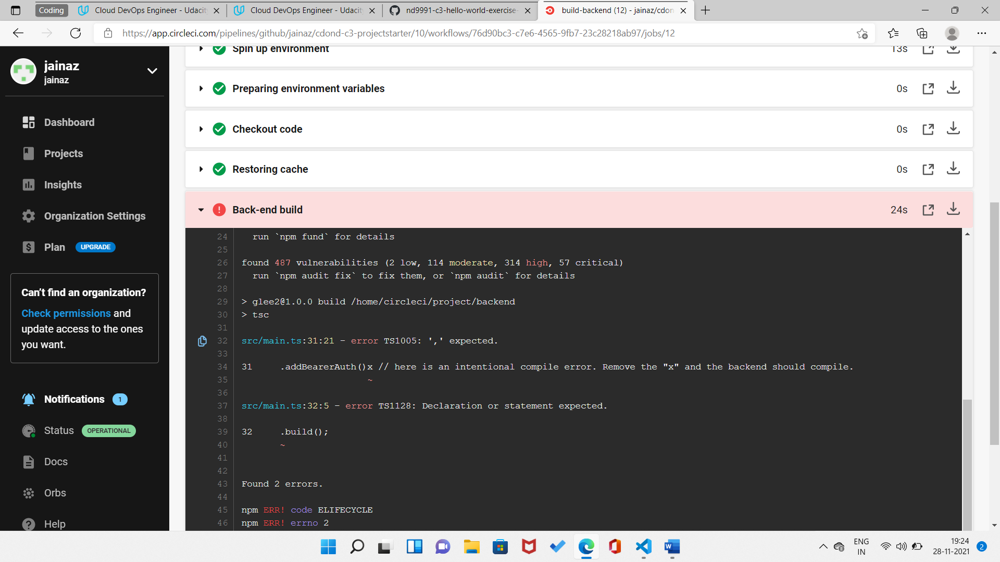 Coding
Cloud DevOps Engineer - Udacit
Cloud DevOps Engineer - Udacit
nd9991-c3-hello-world-exercise-
build-backend (12) - jainaz/cdon
https://app.circleci.com/pipelines/github/jainaz/cdond-c3-projectstarter/10/workflows/76d90bc3-c7e6-4565-9fb7-23c28218ab97/jobs/12
jainaz
jainaz
Dashboard
Projects
Insights
Organization Settings
Plan UPGRADE
Can’t find an organization?
Check permissions and
update access to the ones
you want.
Notifications 1
Status OPERATIONAL
Docs
Orbs
Help
Spin up environment 13s
Preparing environment variables 0s
Checkout code 0s
Restoring cache 0s
Back-end build 24s
24 run `npm fund` for details
25
26 found 487 vulnerabilities (2 low, 114 moderate, 314 high, 57 critical)
27 run `npm audit fix` to fix them, or `npm audit` for details
28
29 > glee2@1.0.0 build /home/circleci/project/backend
30 > tsc
31
32 src/main.ts:31:21 - error TS1005: ',' expected.
33
34 31 .addBearerAuth()x // here is an intentional compile error. Remove the "x" and the backend should compile.
35 ~
36
37 src/main.ts:32:5 - error TS1128: Declaration or statement expected.
38
39 32 .build();
40 ~
41
42
43 Found 2 errors.
44
45 npm ERR! code ELIFECYCLE
46 npm ERR! errno 2
ENG
IN
19:24
28-11-2021
2